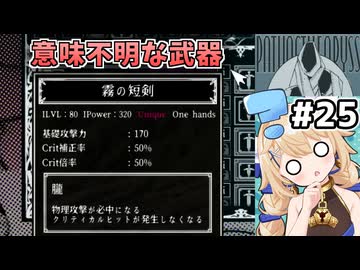 意味不明な武器
PATHOSTHEODYSSEY
#25
霧の短剣
ILVL : 80 IPower : 320 Unique One hands
基礎攻撃力 : 170
Crit補正率 : 50%
Crit倍率 : 50%
朧
物理攻撃が必中になる
クリティカルヒットが発生しなくなる